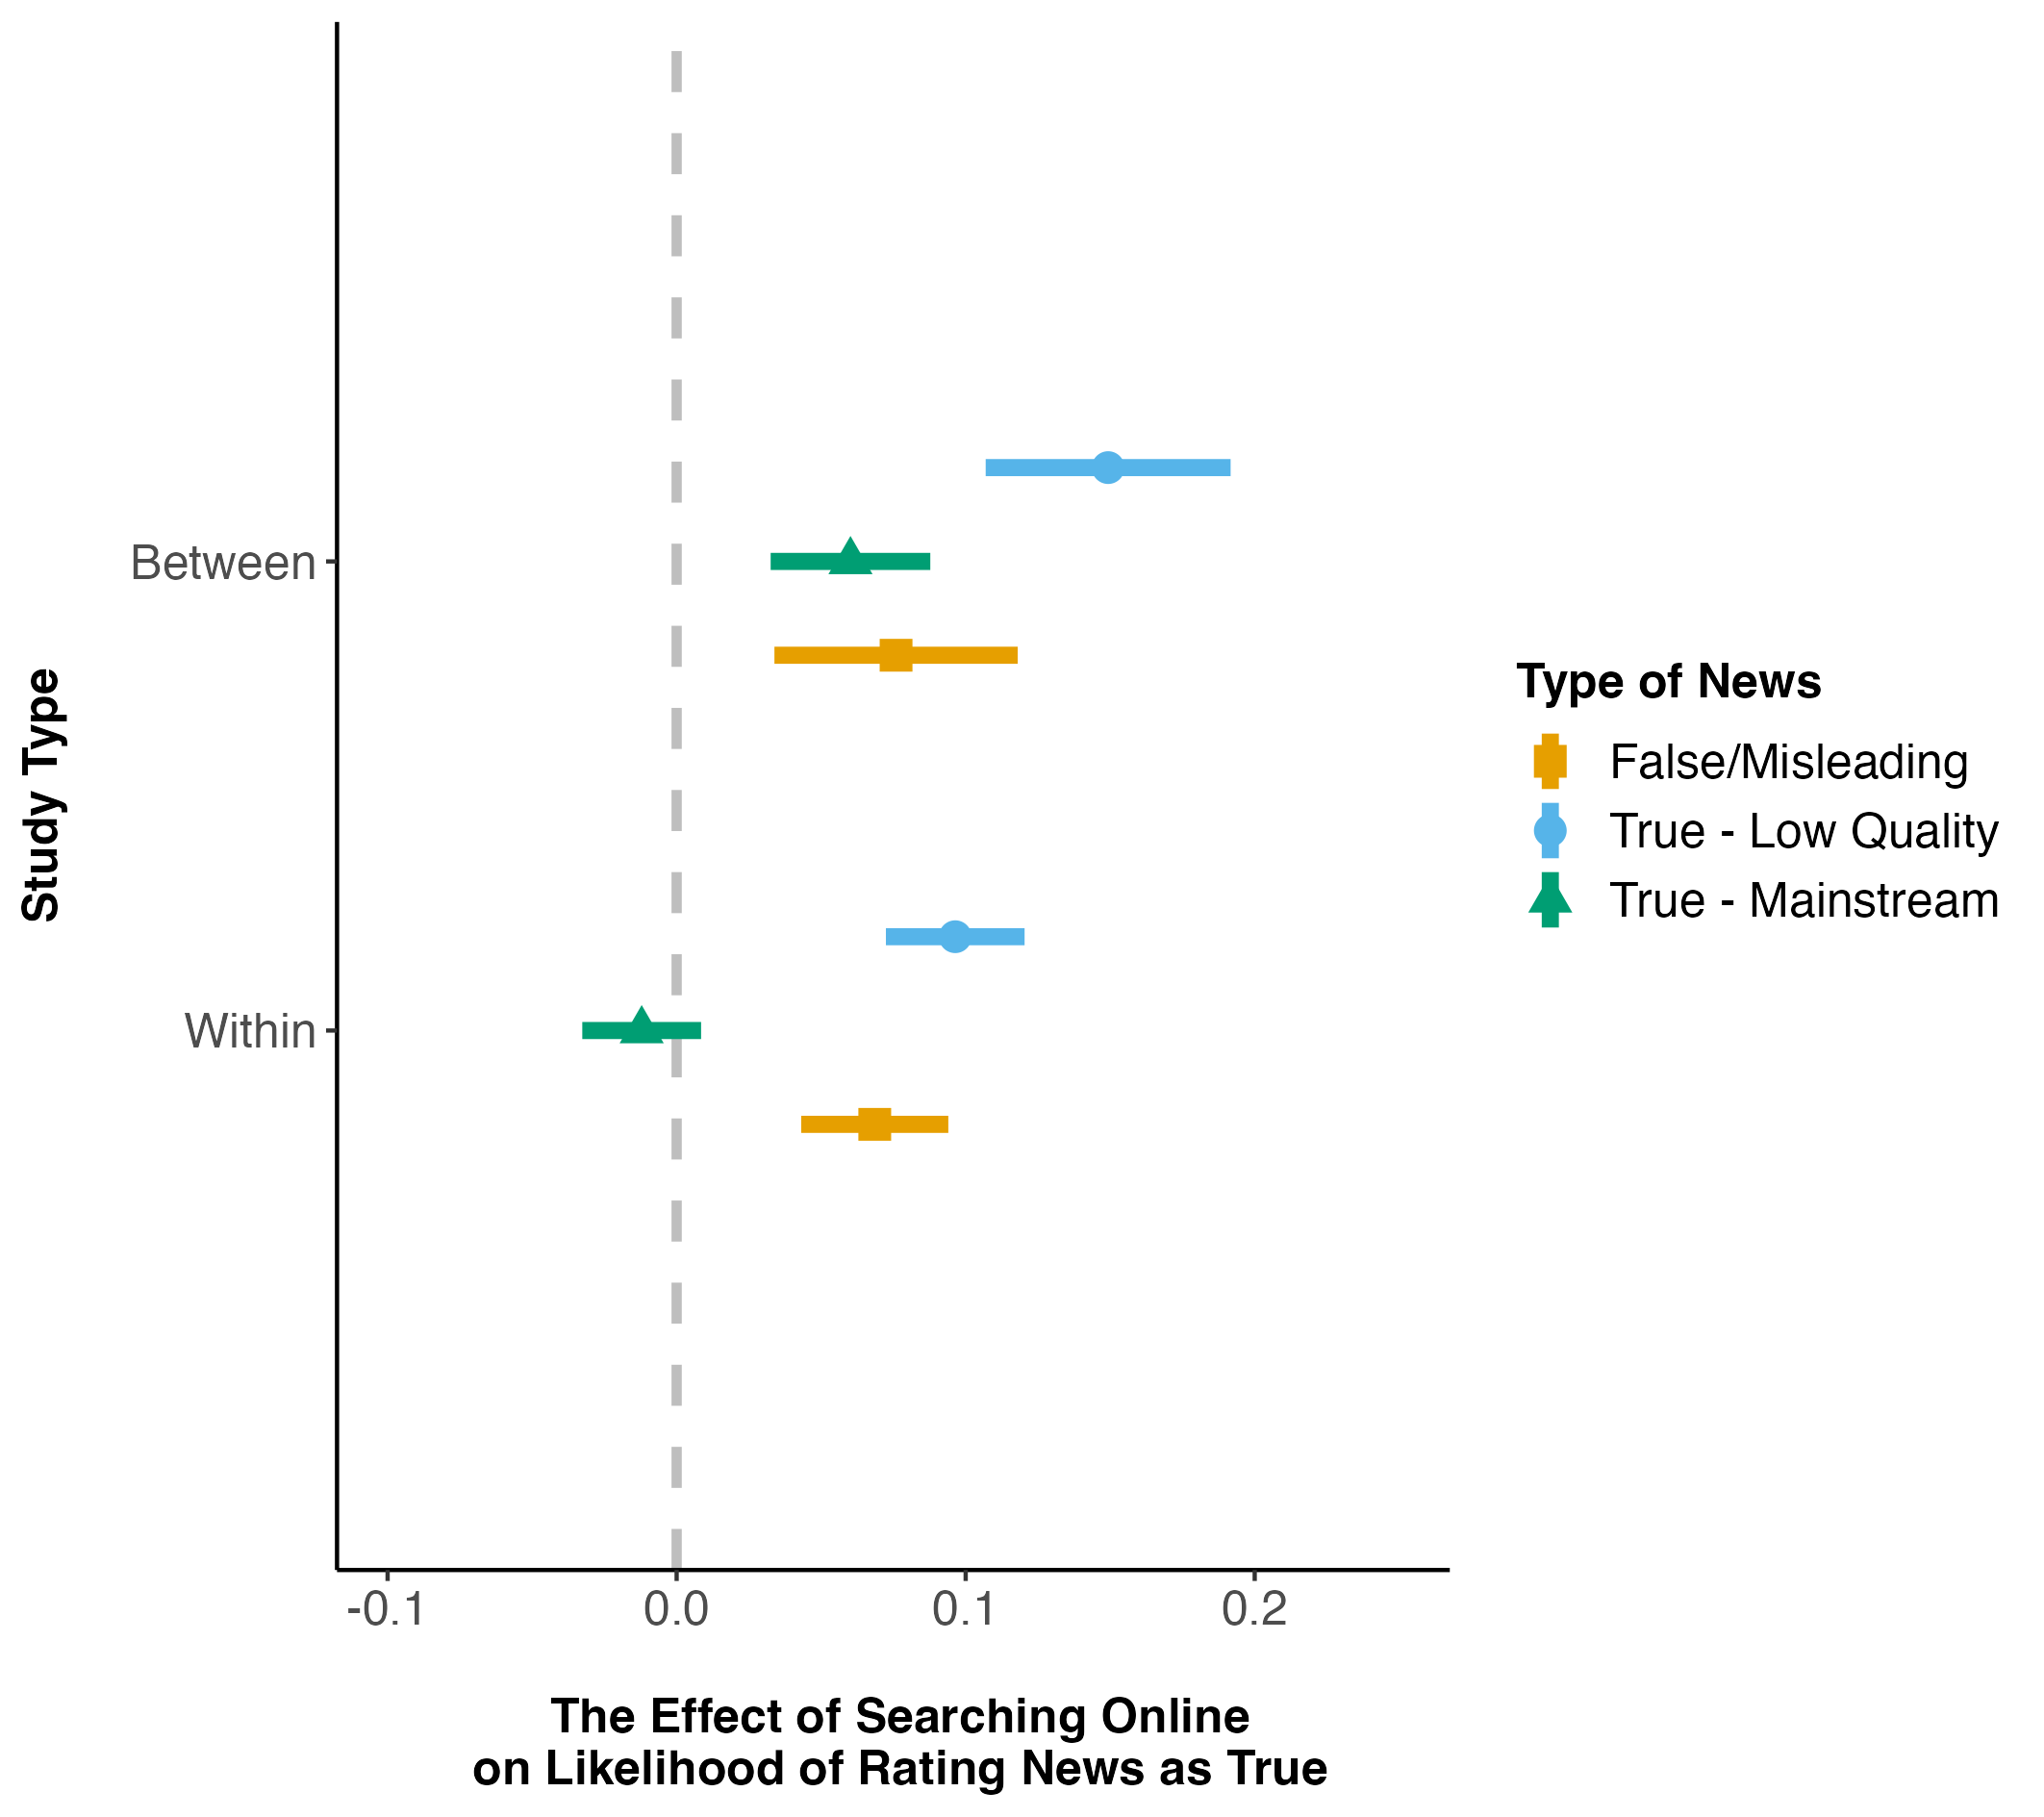 Study Type
Between
Within
-0.1
0.0
0.1
0.2
The Effect of Searching Online
on Likelihood of Rating News as True
Type of News
False/Misleading
True - Low Quality
True - Mainstream